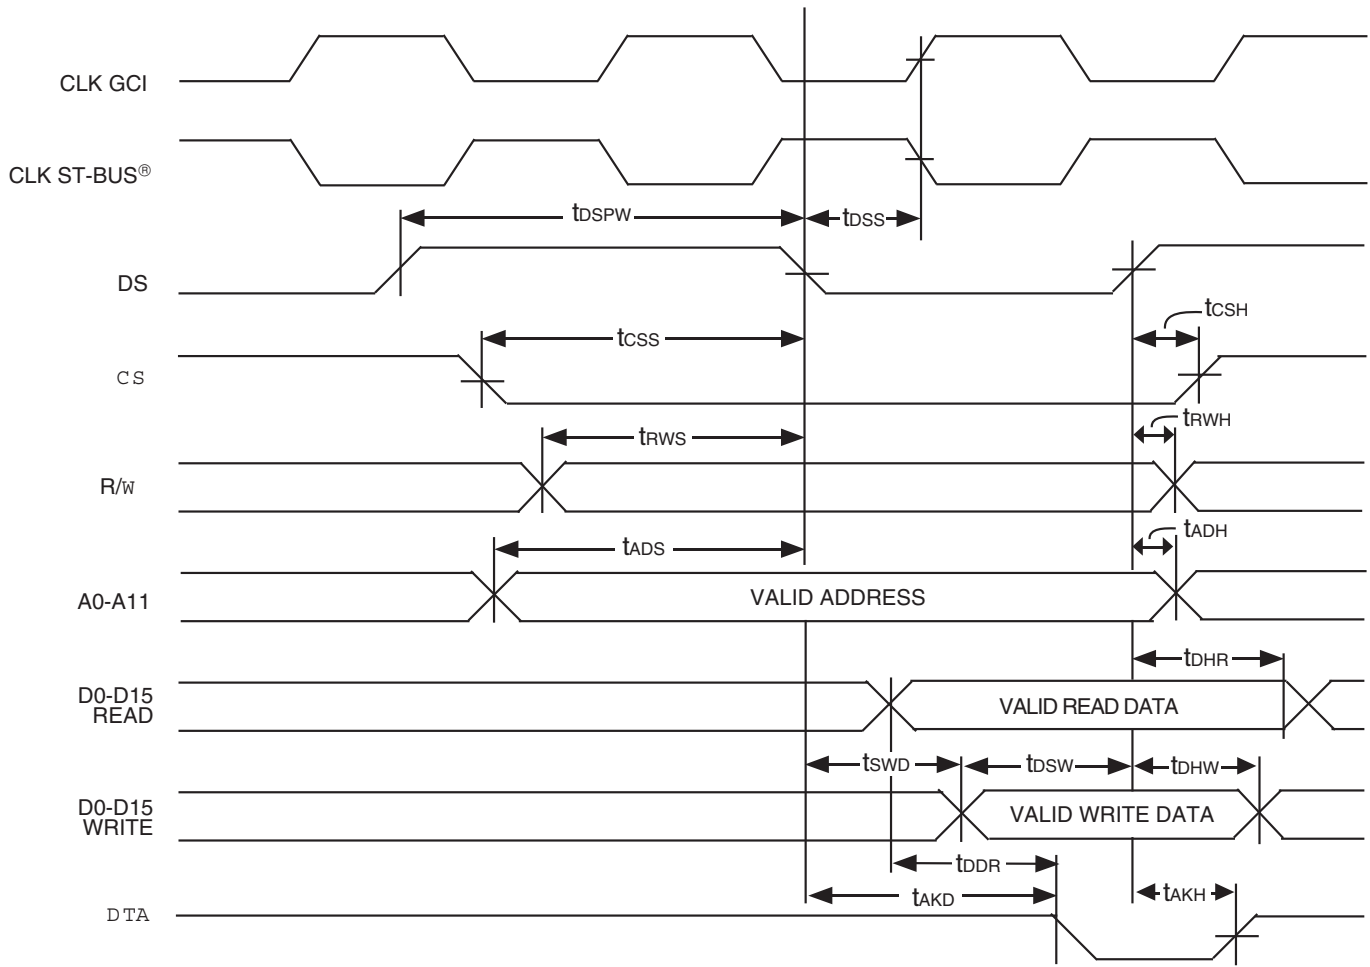 CLK GCI
CLK ST-BUS®
tDSPW
tDSS
DS
tCSH
tCSS
CS
tRWH
tRWS
R/W
tADH
tADS
A0-A11
VALID ADDRESS
tDHR
D0-D15
READ
VALID READ DATA
tSWD
tDSW
tDHW
D0-D15
WRITE
VALID WRITE DATA
tDDR
tAKD
tAKH
DTA